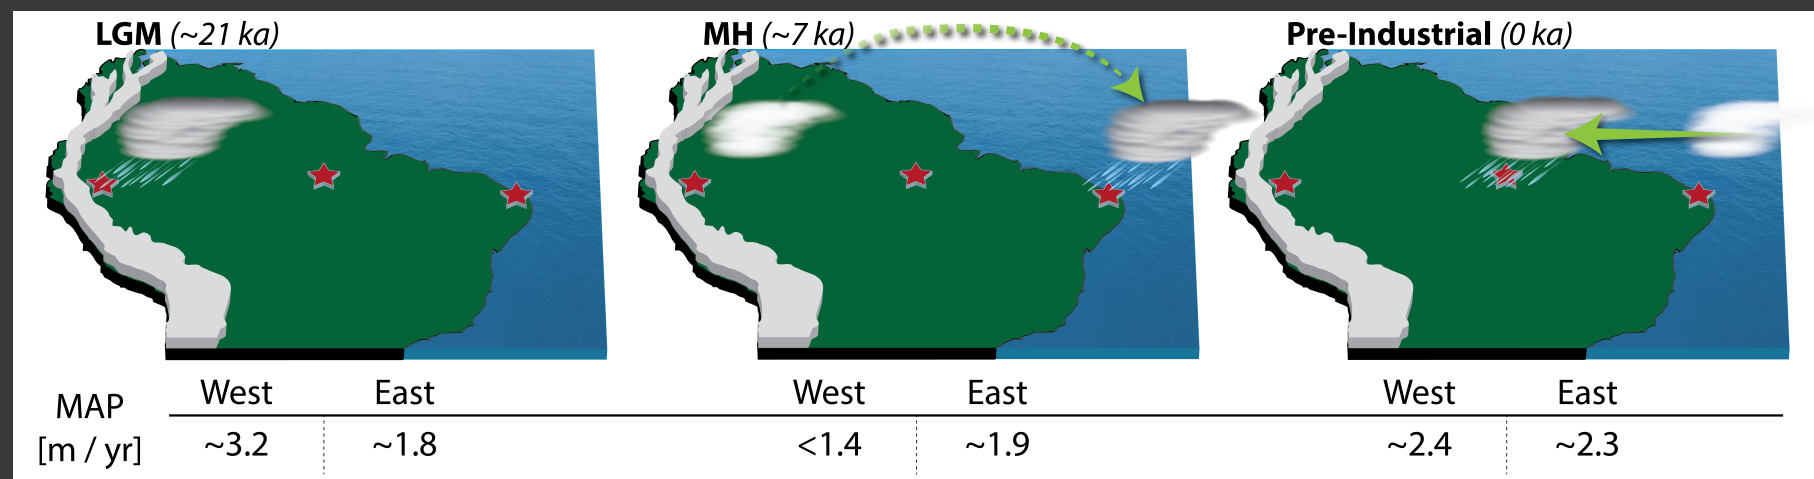 LGM (~21 ka) MH (~7 ka) Pre-Industrial (0 ka)
West East West East West East
MAP
[m / yr] ~3.2 ~1.8 <1.4 ~1.9 ~2.4 ~2.3